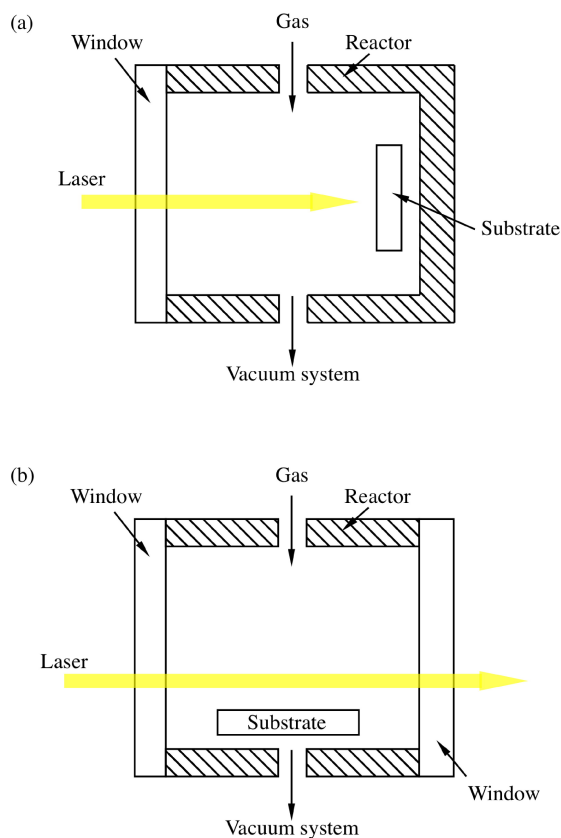 (a)
Gas
Window
Reactor
Laser
Substrate
Vacuum system
(b)
Gas
Window
Reactor
Laser
Substrate
Window
Vacuum system